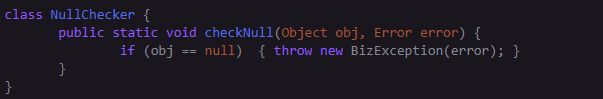 class NullChecker {
public static void checkNull(Object obj, Error error) {
if (obj == null)  { throw new BizException(error); }
}
}